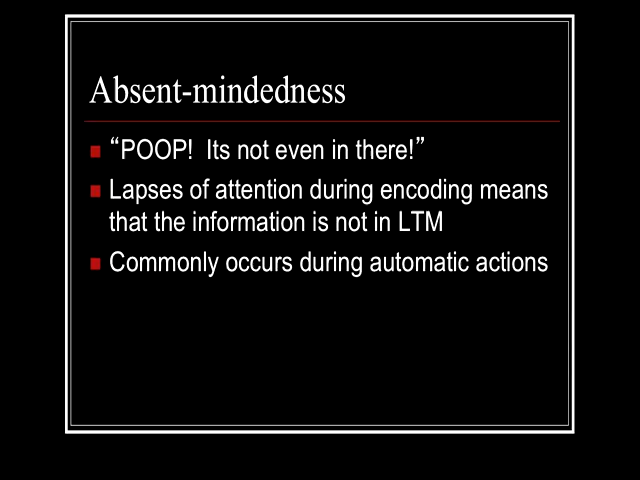 Absent-mindedness
“POOP!  Its not even in there!”
Lapses of attention during encoding means
that the information is not in LTM
Commonly occurs during automatic actions